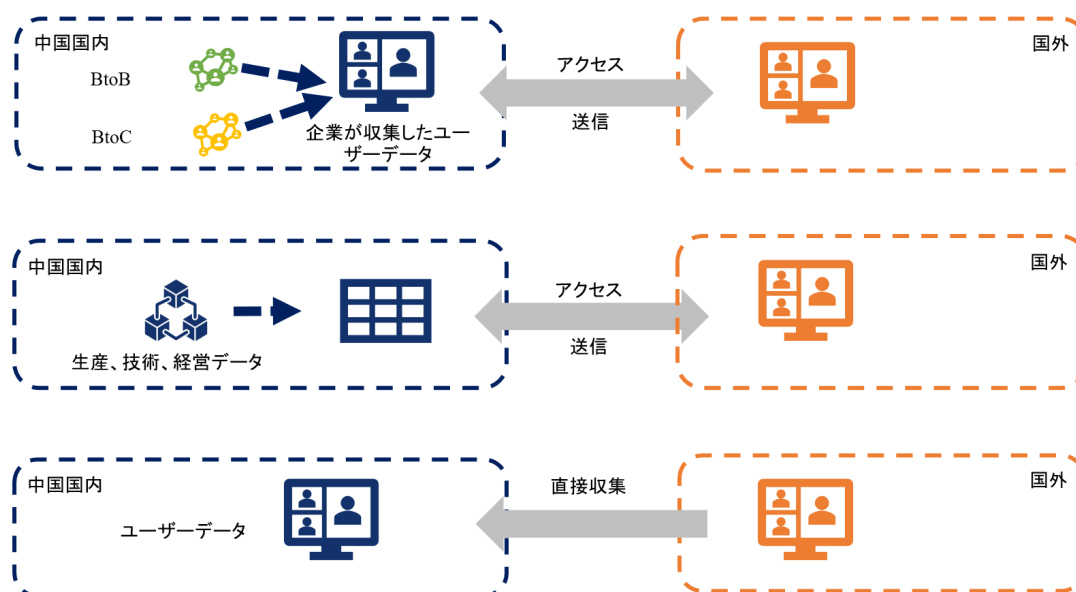 中国国内
国外
BtoB
アクセス
BtoC
送信
企業が収集したユー
ザーデータ
中国国内
国外
アクセス
送信
生産、技術、経営データ
中国国内
国外
直接収集
ユーザーデータ